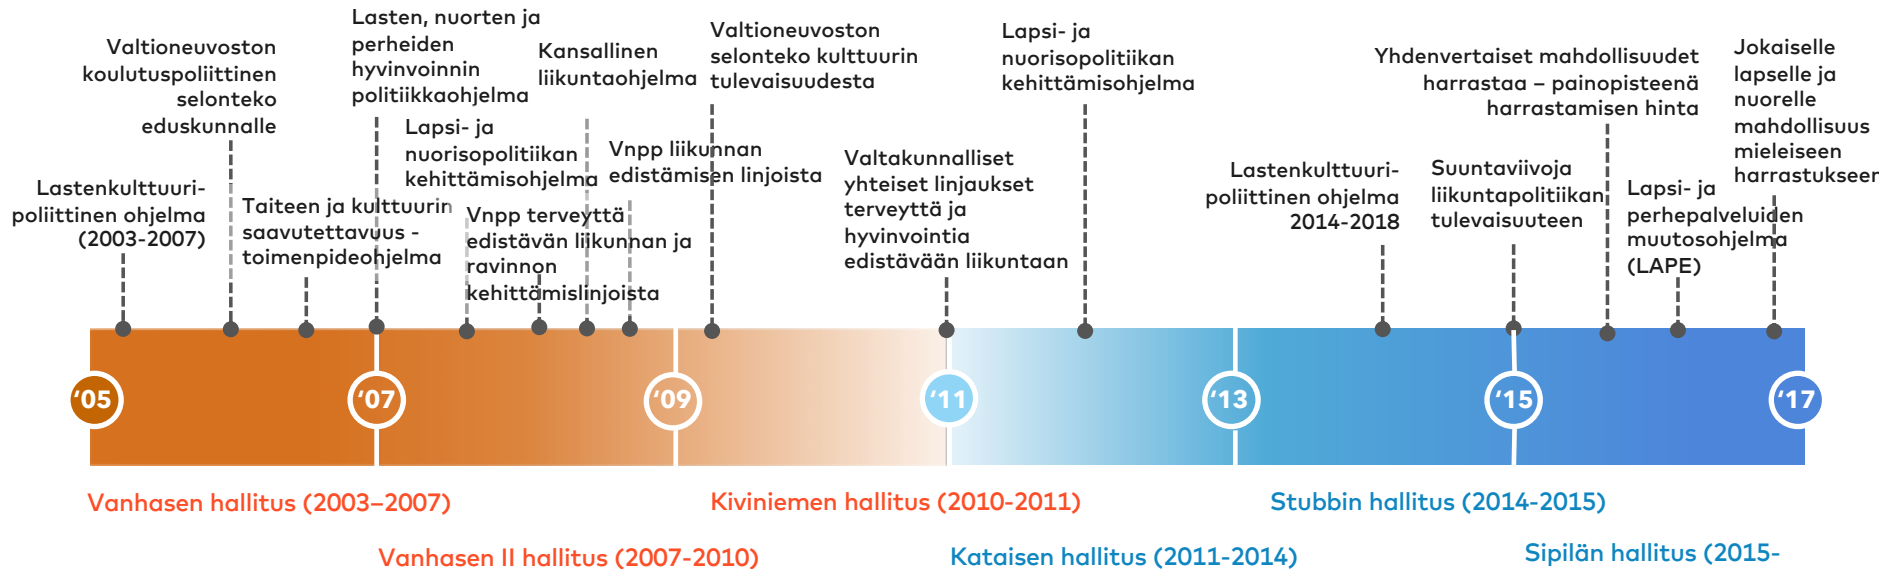 Lastenkulttuuri-
poliittinen ohjelma
(2003-2007)
Valtioneuvoston
koulutuspoliittinen
selonteko
eduskunnalle
Taiteen ja kulttuurin
saavutettavuus -
toimenpideohjelma
Lasten, nuorten ja
perheiden
hyvinvoinnin
politiikkaohjelma
Lapsi- ja
nuorisopolitiikan
kehittämisohjelma
Vnpp terveyttä
edistävän liikunnan ja
ravinnon
kehittämislinjoista
Kansallinen
liikuntaohjelma
Vnpp liikunnan
edistämisen linjoista
Valtioneuvoston
selonteko kulttuurin
tulevaisuudesta
Valtakunnalliset
yhteiset linjaukset
terveyttä ja
hyvinvointia
edistävään liikuntaan
Lapsi- ja
nuorisopolitiikan
kehittämisohjelma
Lastenkulttuuri-
poliittinen ohjelma
2014-2018
Suuntaviivoja
liikuntapolitiikan
tulevaisuuteen
Yhdenvertaiset mahdollisuudet
harrastaa – painopisteenä
harrastamisen hinta
Lapsi- ja
perhepalveluiden
muutosohjelma
(LAPE)
Jokaiselle
lapselle ja
nuorelle
mahdollisuus
mieleiseen
harrastukseen
‘05
‘07
‘09
‘11
‘13
‘15
‘17
Vanhasen hallitus (2003–2007)
Kiviniemen hallitus (2010-2011)
Stubbin hallitus (2014-2015)
Vanhasen II hallitus (2007-2010)
Kataisen hallitus (2011-2014)
Sipilän hallitus (2015-